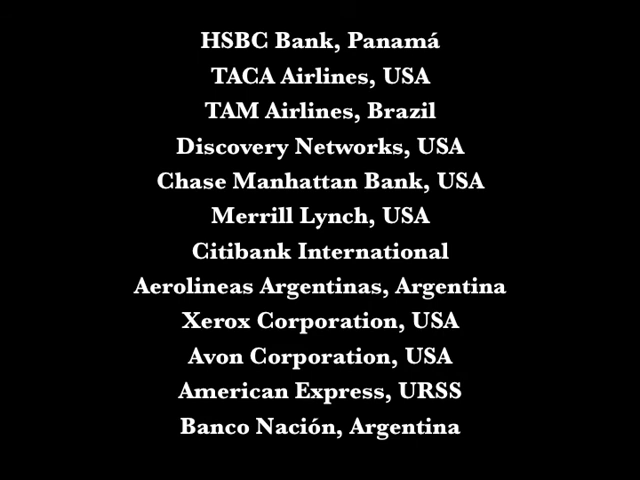 HSBC Bank, Panamá
TACA Airlines, USA
TAM Airlines, Brazil
Discovery Networks, USA
Chase Manhattan Bank, USA
Merrill Lynch, USA
Citibank International
Aerolineas Argentinas, Argentina
Xerox Corporation, USA
Avon Corporation, USA
American Express, URSS
Banco Nación, Argentina